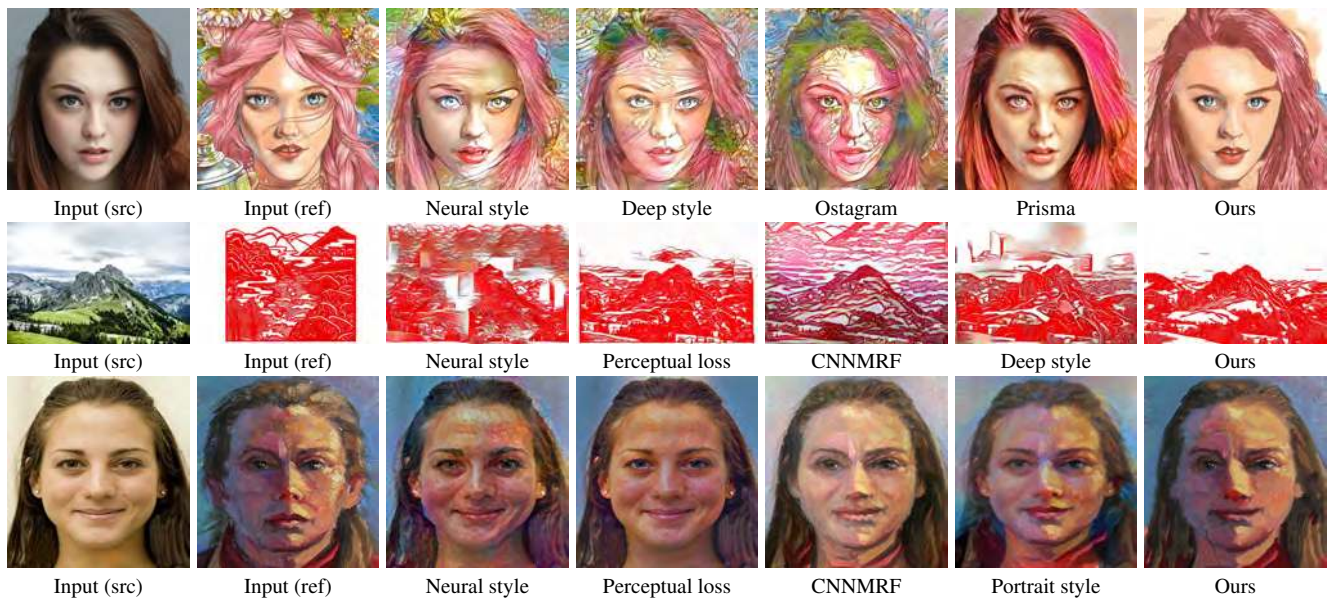 Input (src) Input (ref) Neural style Deep style Ostagram Prisma Ours
Input (src) Input (ref) Neural style Perceptual loss CNNMRF Deep style Ours
Input (src) Input (ref) Neural style Perceptual loss CNNMRF Portrait style Ours